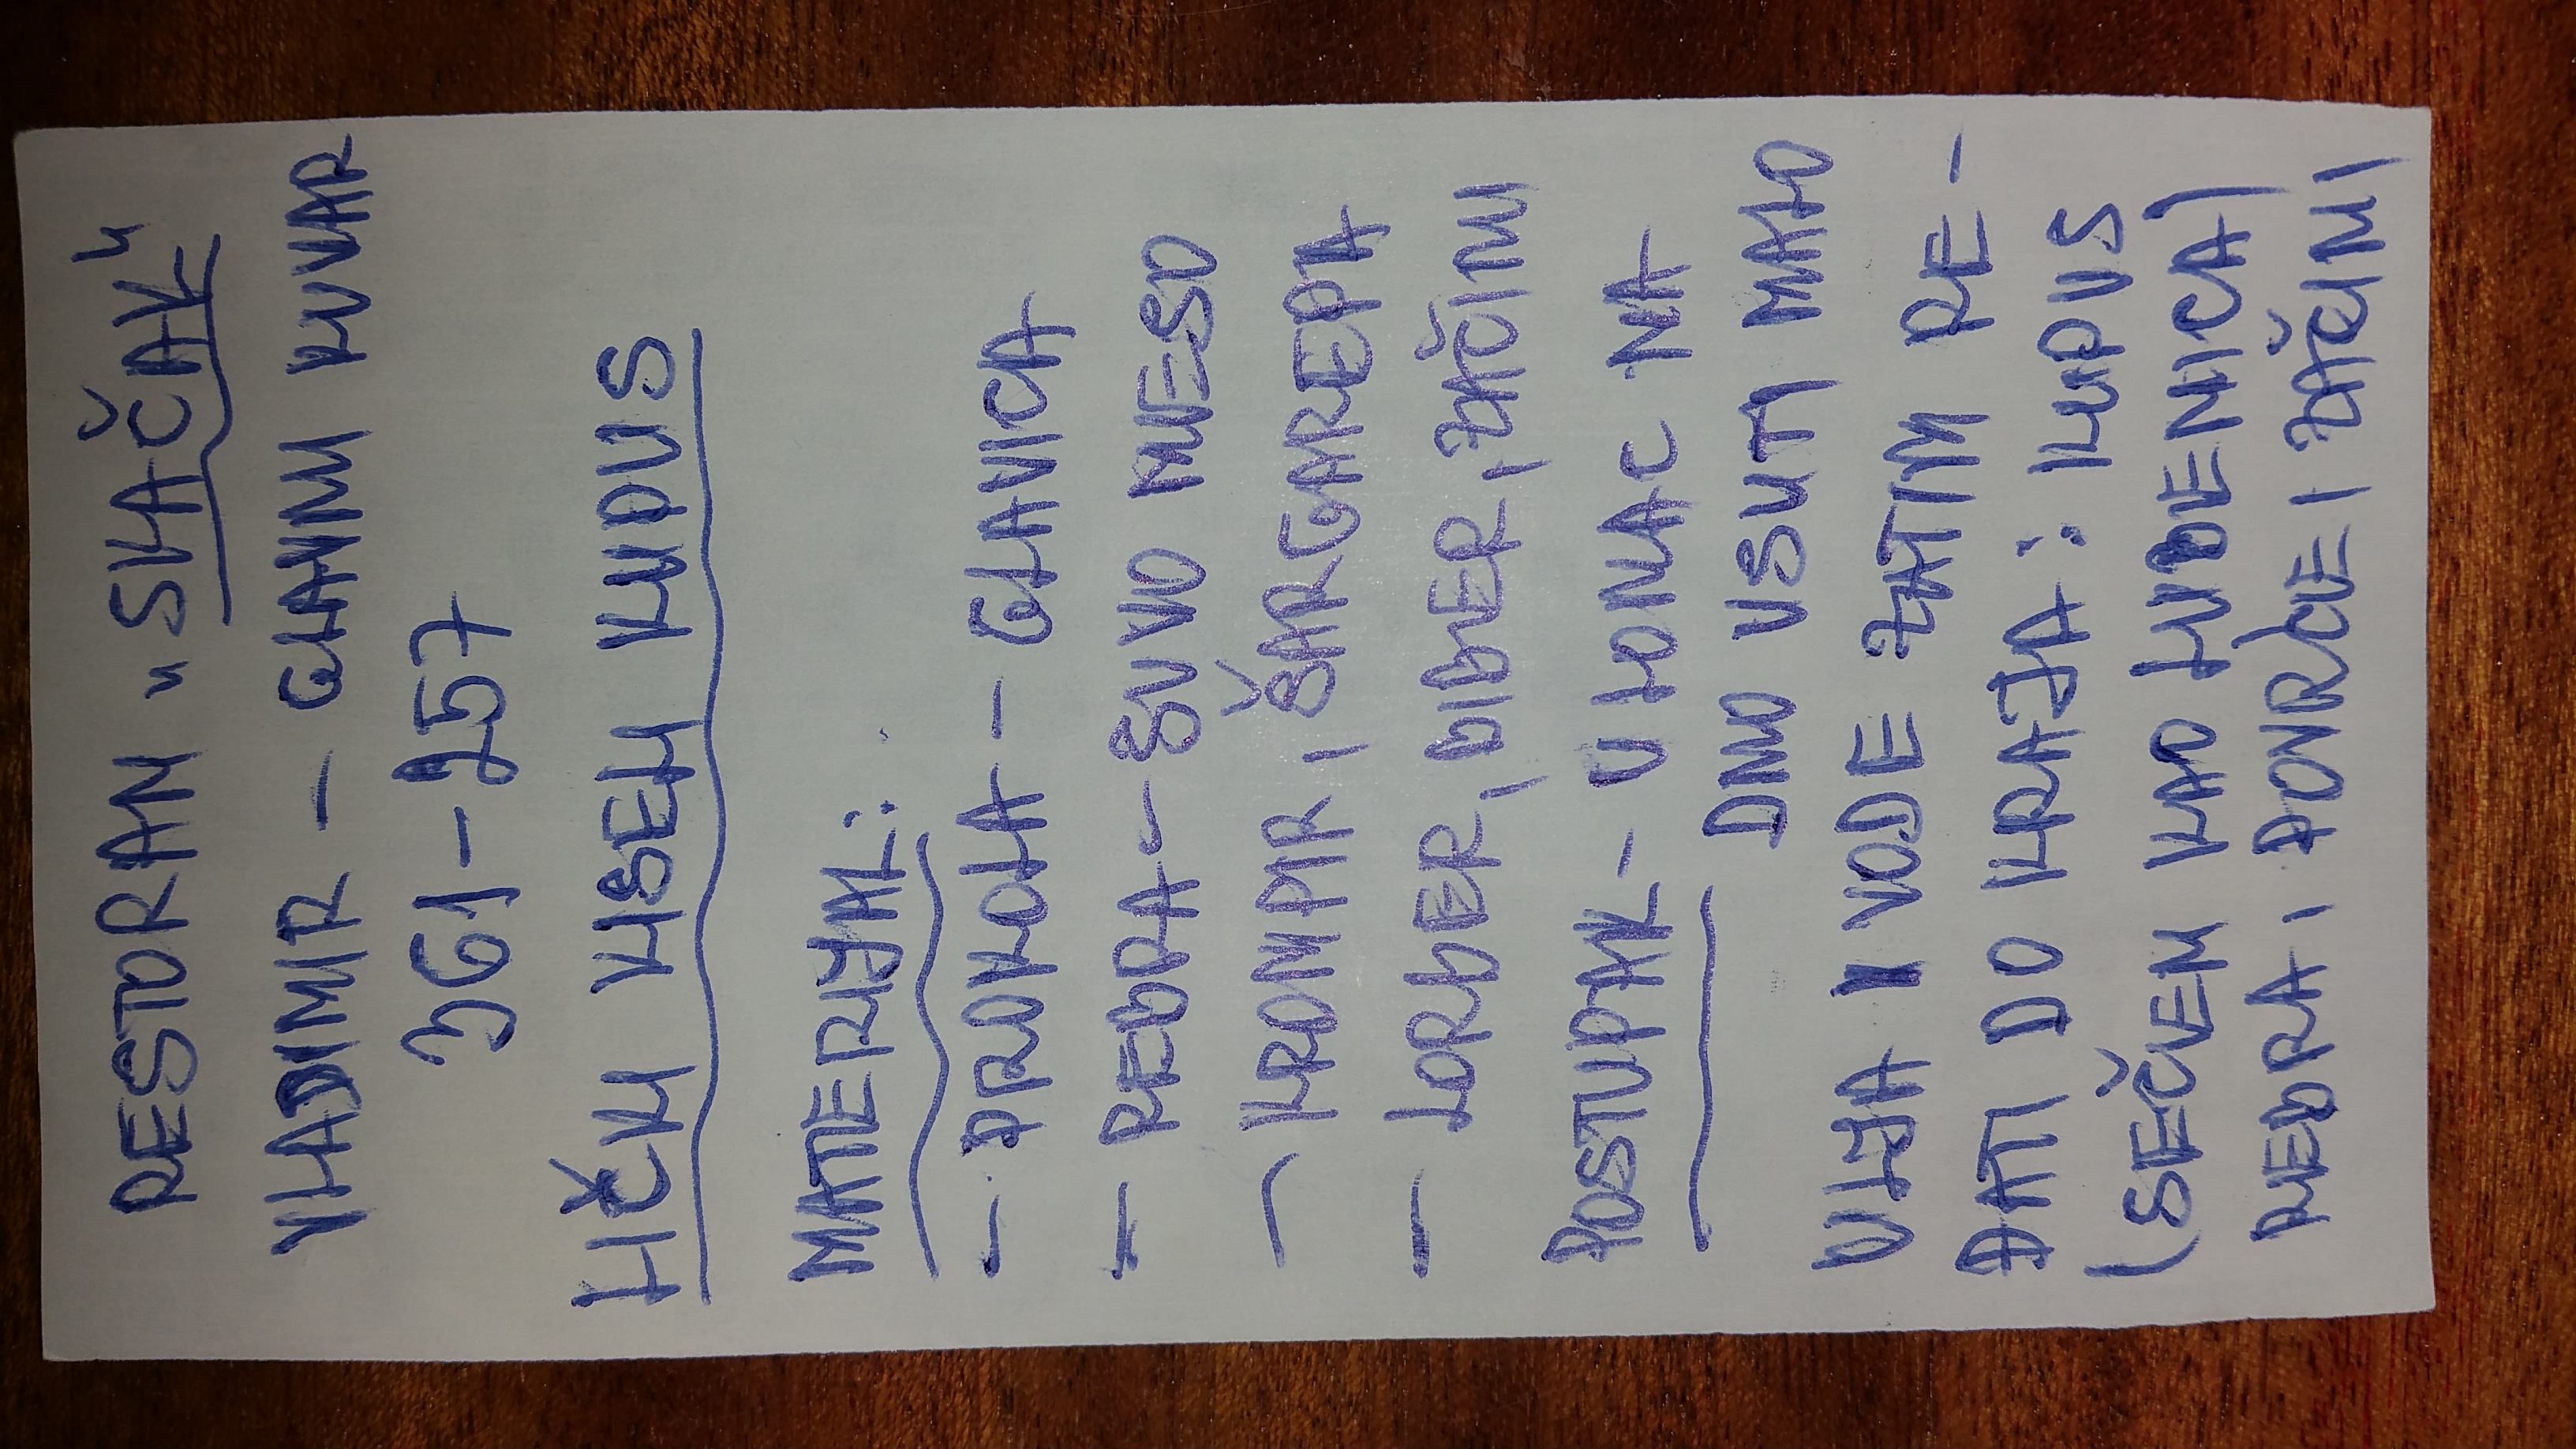 RESTORAN „SKAČAK“
VLADIMIR - GLAVNI KUVAR
361-257
LIČKI KISELI KUPUS
MATERIJAL:
- PROKOLA - GLAVICA
- REBRA - SUVO MESO
- KROMPIR, ŠARGAREPA
- LORBER, BIBER, ZAČINI
POSTUPAK - U LONAC NA
DNO USUTI MALO
ULJA I VODE ZATIM RE-
ĐATI DO KRAJA: KUPUS
(SEČEM KAO LUBENICA)
REBRA, POVRĆE I ZAČINI